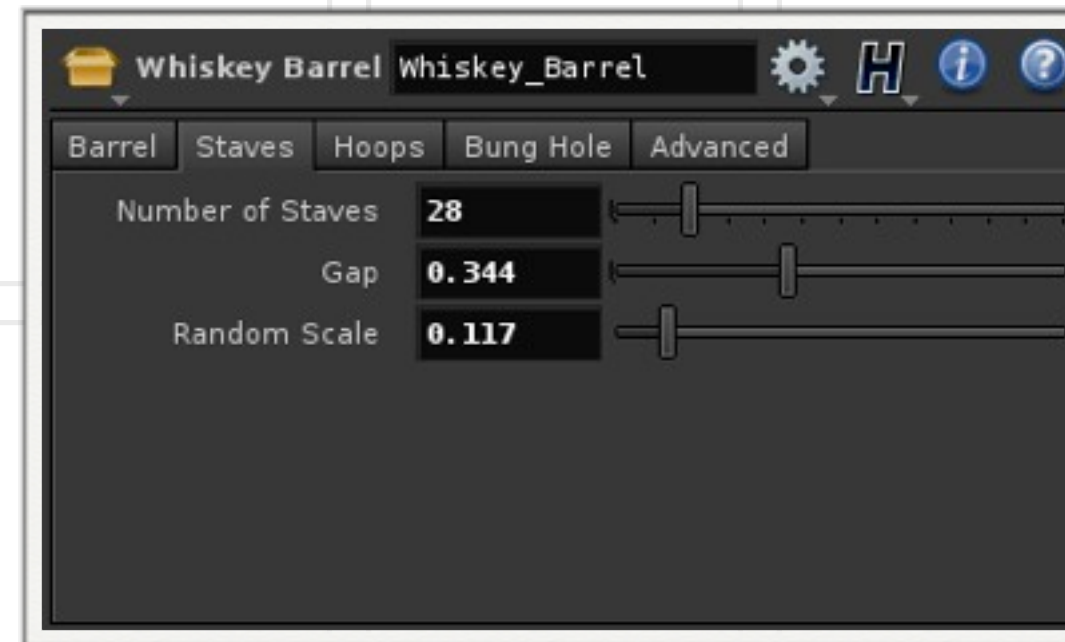 Whiskey Barrel Whiskey_Barrel H i ?
Barrel Staves Hoops Bung Hole Advanced
Number of Staves 28
Gap 0.344
Random Scale 0.117